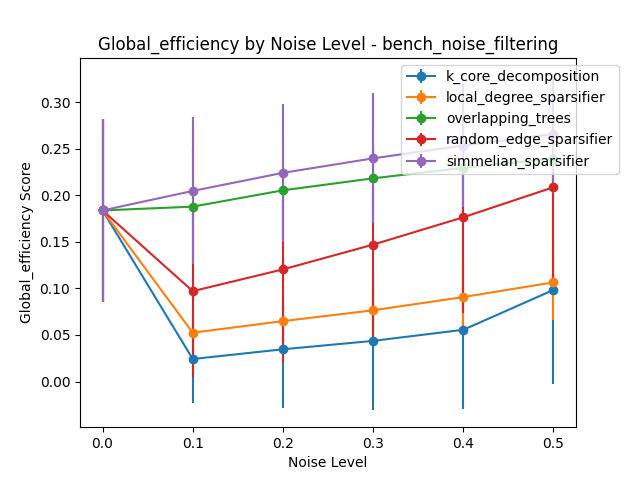 Global_efficiency by Noise Level - bench_noise_filtering
k_core_decomposition
local_degree_sparsifier
overlapping_trees
random_edge_sparsifier
simmelian_sparsifier
Global_efficiency Score
0.30
0.25
0.20
0.15
0.10
0.05
0.00
0.0 0.1 0.2 0.3 0.4 0.5
Noise Level